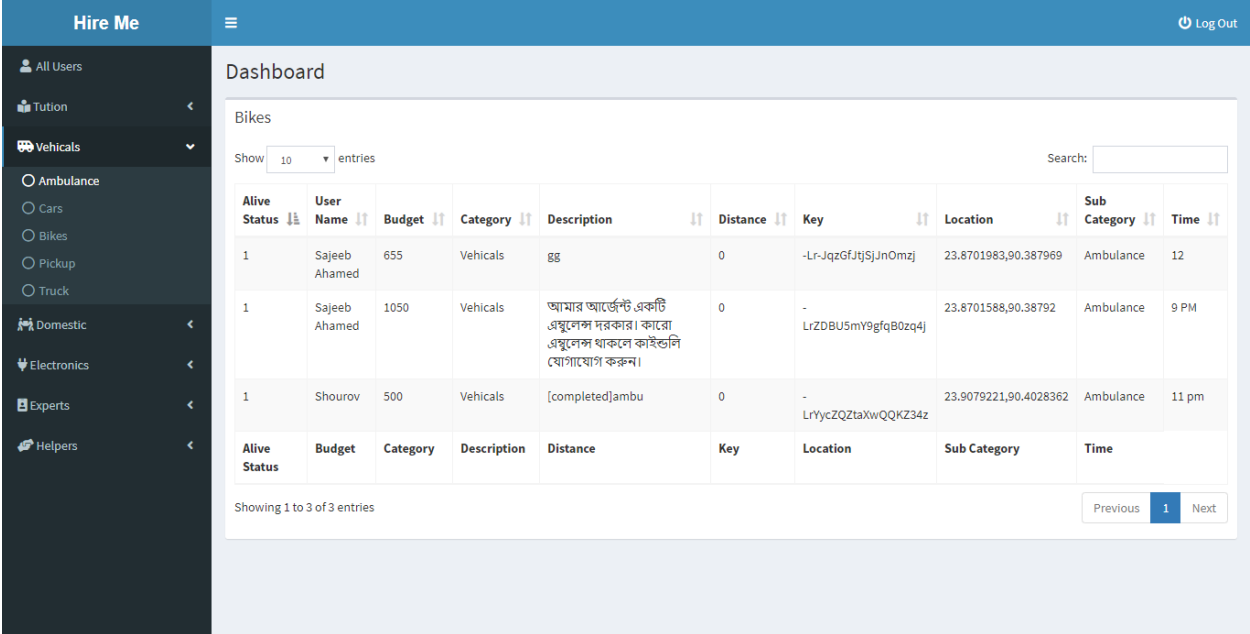 Hire Me
Log Out
All Users
Tution
Vehicals
Ambulance
Cars
Bikes
Pickup
Truck
Domestic
Electronics
Experts
Helpers
Dashboard
Bikes
Show 10 entries Search:
Alive Status User Name Budget Category Description Distance Key Location Sub Category Time
1 Sajeeb Ahamed 655 Vehicals gg 0 -Lr-JqzGfJtjSjJnOmzj 23.8701983,90.387969 Ambulance 12
1 Sajeeb Ahamed 1050 Vehicals আমার আর্জেন্ট একটি এম্বুলেন্স দরকার। কারো এম্বুলেন্স থাকলে কাইন্ডলি যোগাযোগ করুন। 0 -LrZDBU5mY9gfqB0zq4j 23.8701588,90.38792 Ambulance 9 PM
1 Shourov 500 Vehicals [completed]ambu 0 -LrYycZQZtaXwQQKZ34z 23.9079221,90.4028362 Ambulance 11 pm
Alive Status Budget Category Description Distance Key Location Sub Category Time
Showing 1 to 3 of 3 entries
Previous 1 Next